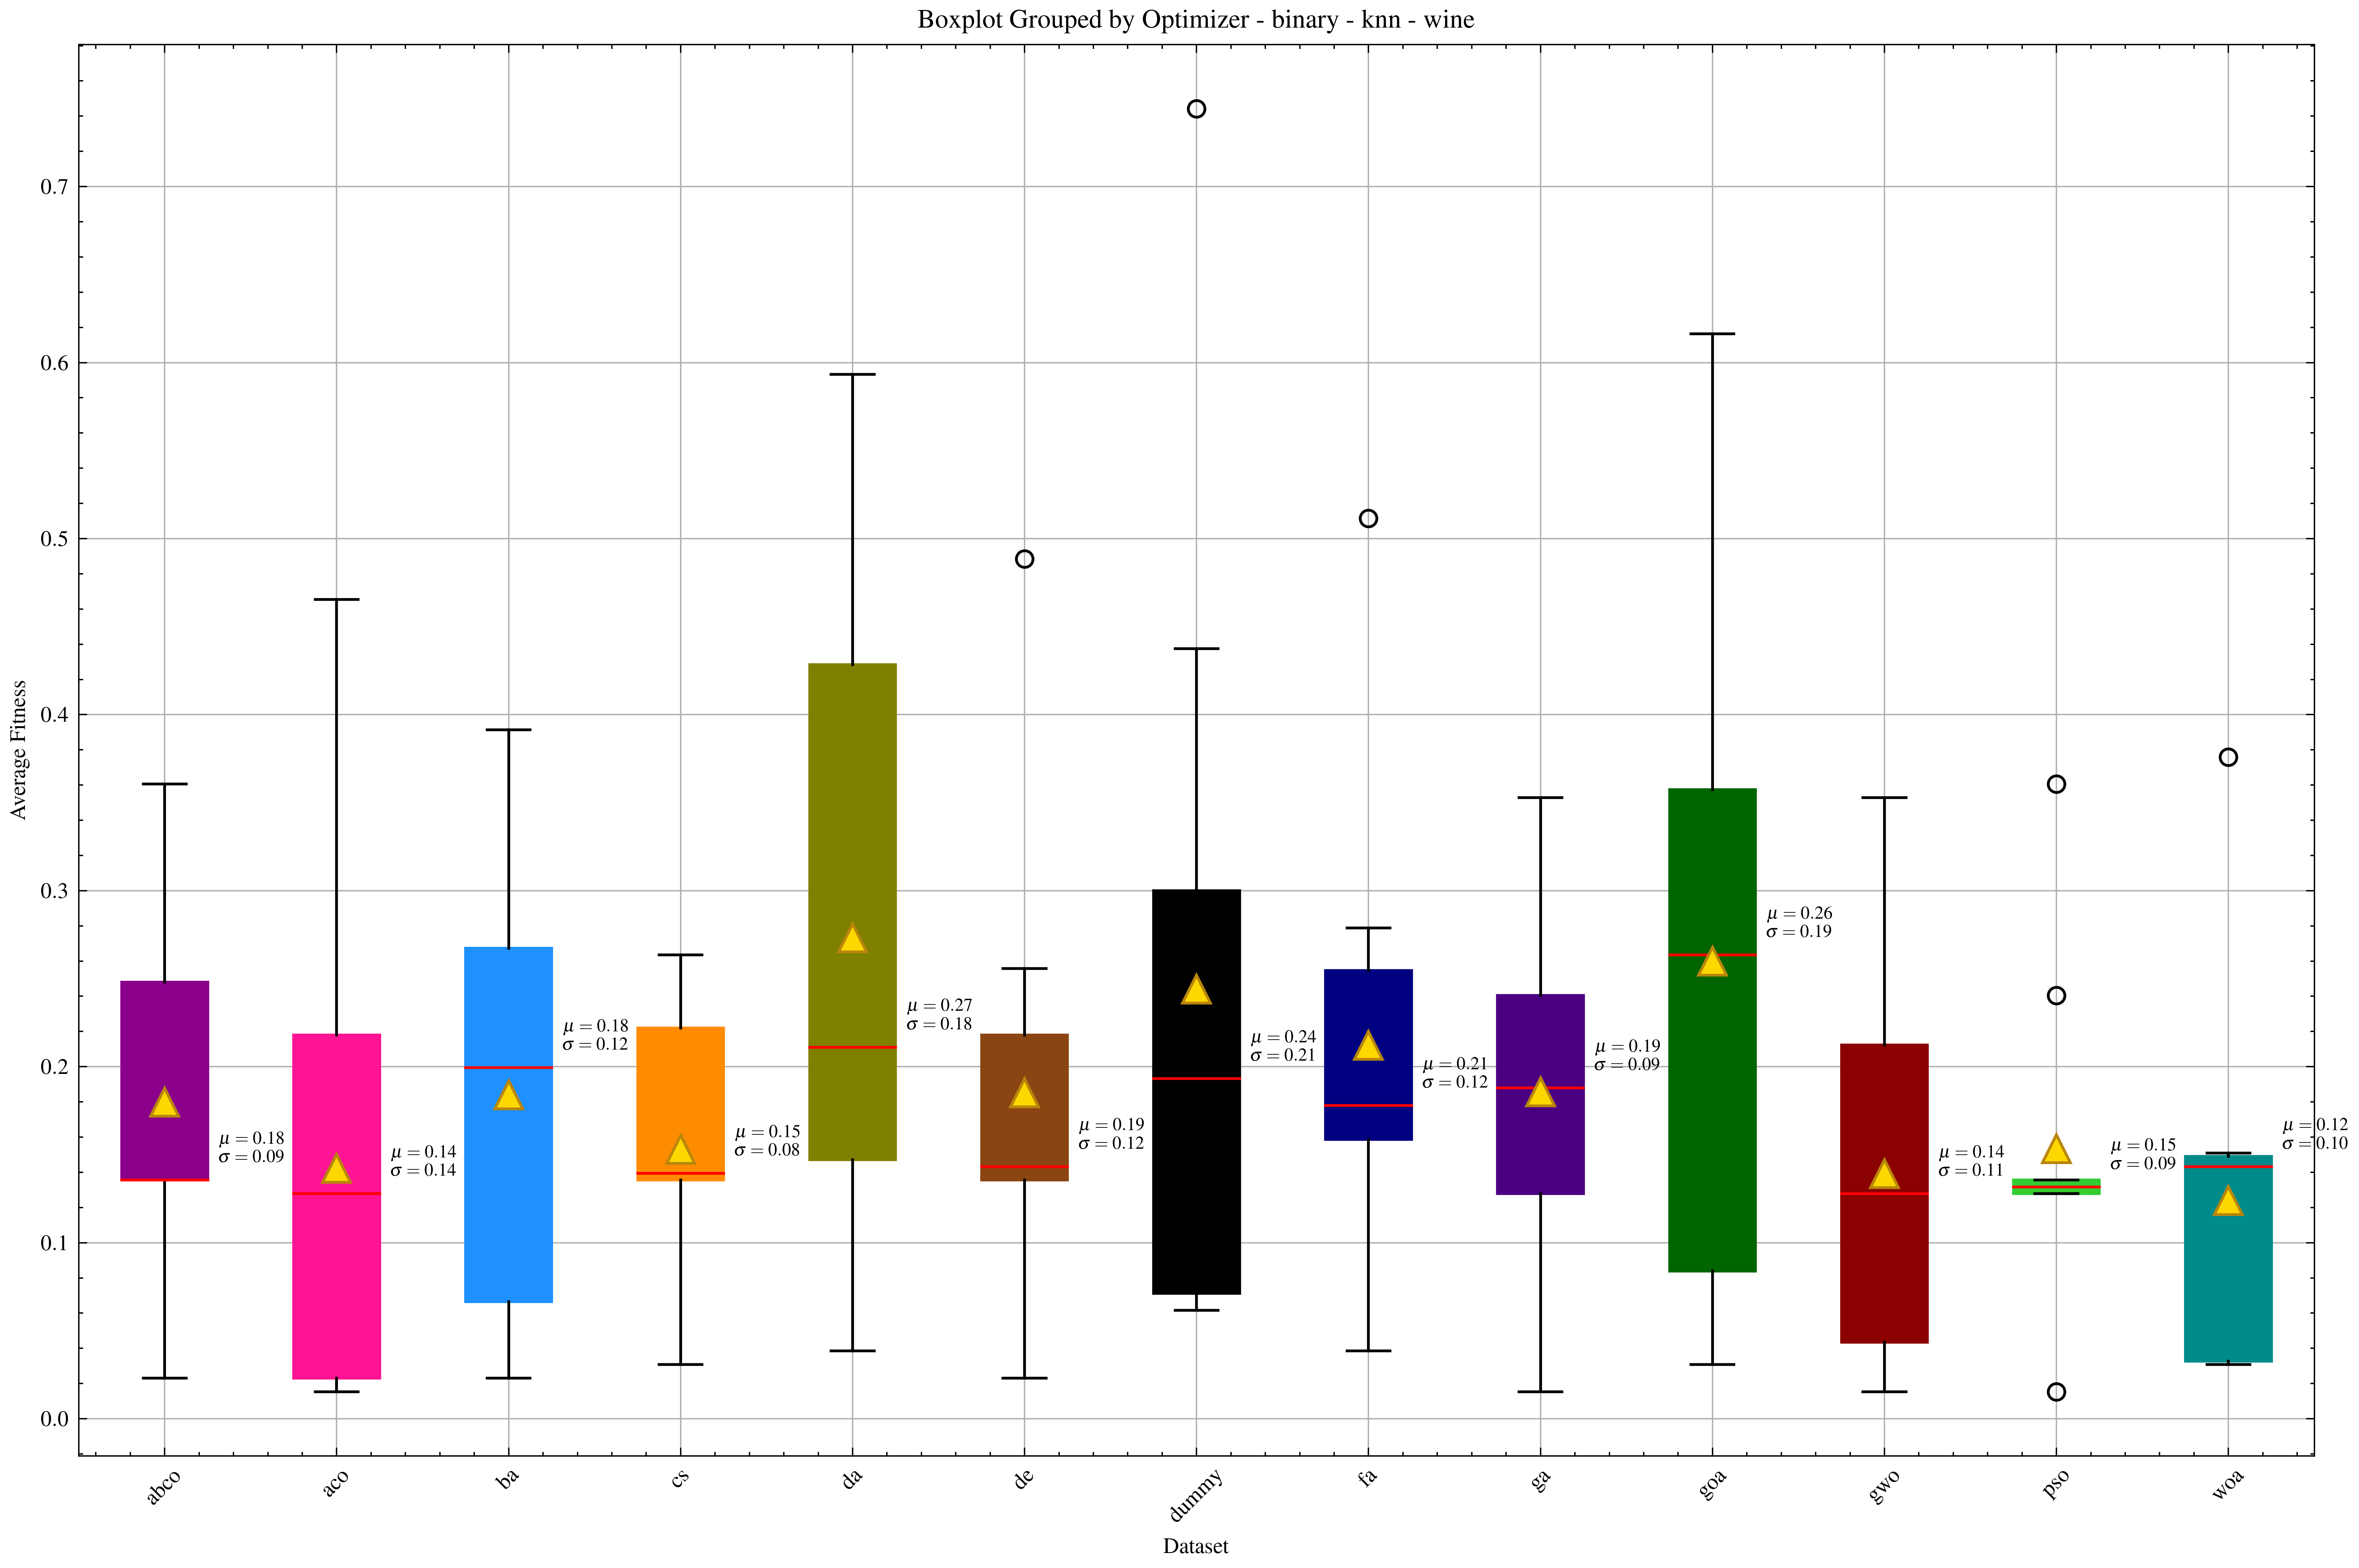 Boxplot Grouped by Optimizer - binary - knn - wine
Average Fitness
0.7
0.6
0.5
0.4
0.3
0.2
0.1
0.0
μ = 0.18
σ = 0.09
μ = 0.14
σ = 0.14
μ = 0.18
σ = 0.12
μ = 0.15
σ = 0.08
μ = 0.27
σ = 0.18
μ = 0.19
σ = 0.12
μ = 0.24
σ = 0.21
μ = 0.21
σ = 0.12
μ = 0.19
σ = 0.09
μ = 0.26
σ = 0.19
μ = 0.14
σ = 0.11
μ = 0.15
σ = 0.09
μ = 0.12
σ = 0.10
abco
aco
ba
cs
da
de
dummy
fa
ga
goa
gwo
pso
woa
Dataset